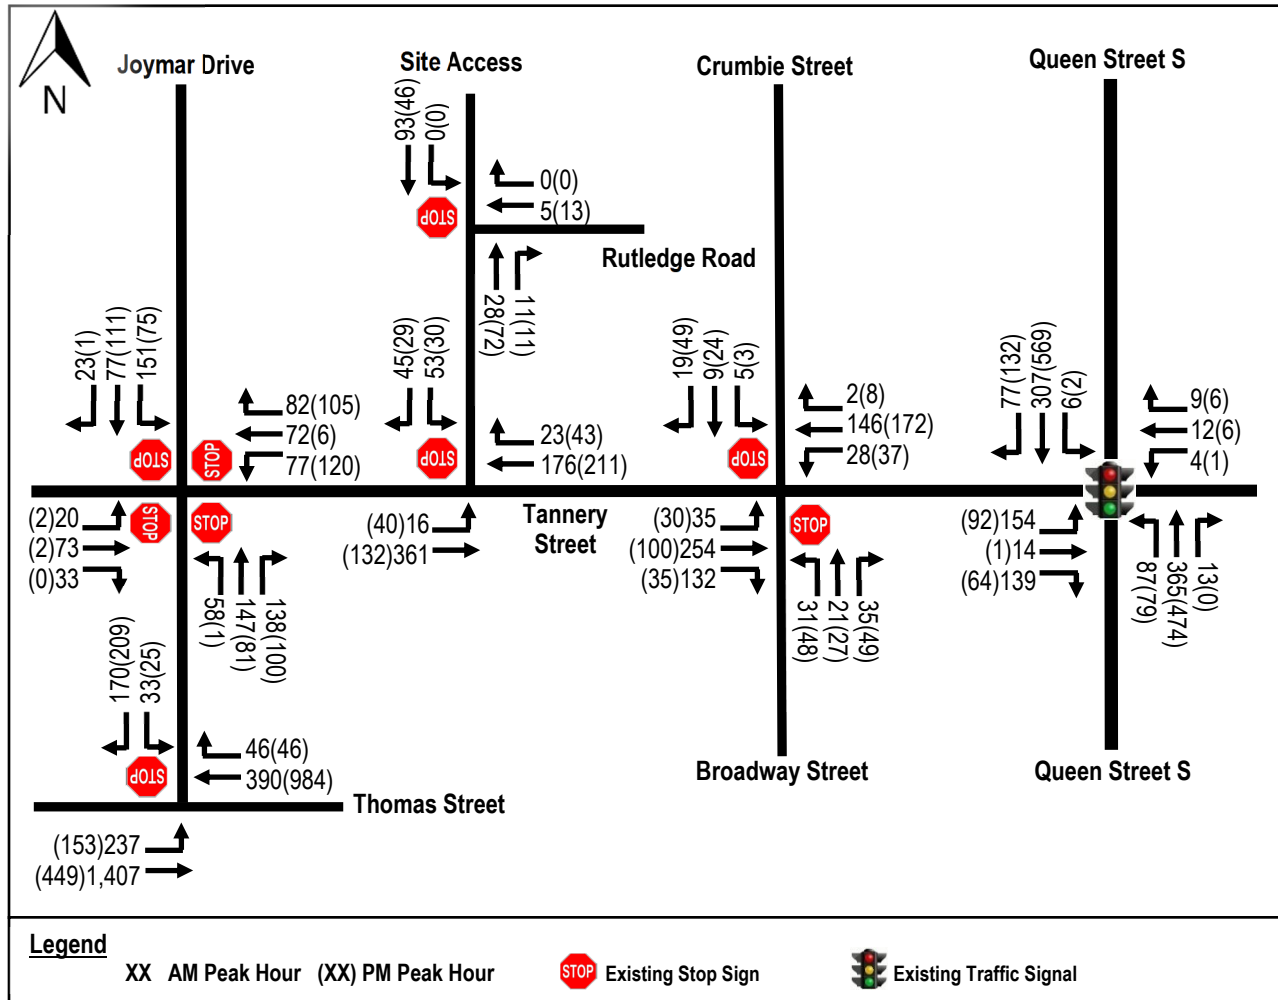 Joymar Drive
Site Access
Crumbie Street
Queen Street S
N
93(46)
0(0)
0(0)
5(13)
STOP
Rutledge Road
28(72)
11(11)
23(1)
77(111)
151(75)
82(105)
72(6)
77(120)
STOP
STOP
45(29)
53(30)
STOP
23(43)
176(211)
19(49)
9(24)
5(3)
STOP
2(8)
146(172)
28(37)
77(132)
307(569)
6(2)
9(6)
12(6)
4(1)
(2)20
(2)73
(0)33
STOP
STOP
58(1)
147(81)
138(100)
(40)16
(132)361
Tannery
Street
(30)35
(100)254
(35)132
STOP
31(48)
21(27)
35(49)
(92)154
(1)14
(64)139
87(79)
365(474)
13(0)
170(209)
33(25)
STOP
46(46)
390(984)
Thomas Street
Broadway Street
Queen Street S
(153)237
(449)1,407
Legend
XX AM Peak Hour (XX) PM Peak Hour
STOP Existing Stop Sign
Existing Traffic Signal